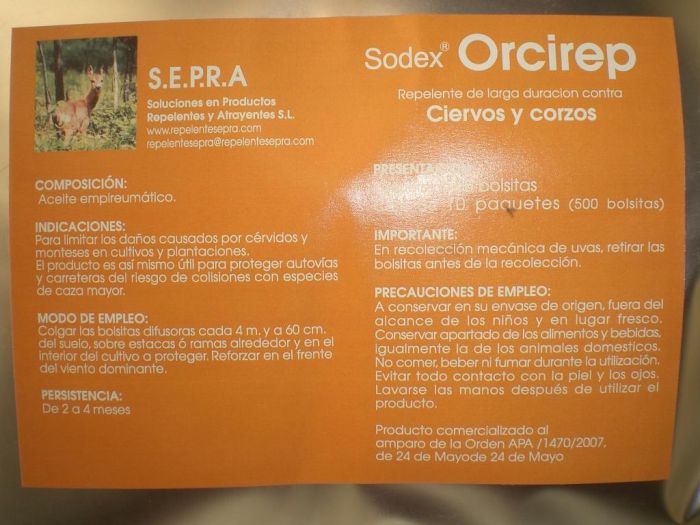 S.E.P.R.A
Soluciones en Productos
Repelentes y Atrayentes S.L.
www.repelentesepra.com
repelentesepra@repelentesepra.com
COMPOSICIÓN:
Aceite empireumático.
INDICACIONES:
Para limitar los daños causados por cérvidos y
monteses en cultivos y plantaciones.
El producto es así mismo útil para proteger autovías
y carreteras del riesgo de colisiones con especies
de caza mayor.
MODO DE EMPLEO:
Colgar las bolsitas difusoras cada 4 m. y a 60 cm.
del suelo, sobre estacas ó ramas alrededor y en el
interior del cultivo a proteger. Reforzar en el frente
del viento dominante.
PERSISTENCIA:
De 2 a 4 meses
Sodex® Orcirep
Repelente de larga duracion contra
Ciervos y corzos
bolsitas
10 paquetes (500 bolsitas)
IMPORTANTE:
En recolección mecánica de uvas, retirar las
bolsitas antes de la recolección.
PRECAUCIONES DE EMPLEO:
A conservar en su envase de origen, fuera del
alcance de los niños y en lugar fresco.
Conservar apartado de los alimentos y bebidas,
igualmente la de los animales domesticos.
No comer, beber ni fumar durante la utilización.
Evitar todo contacto con la piel y los ojos.
Lavarse las manos después de utilizar el
producto.
Producto comercializado al
amparo de la Orden APA /1470/2007,
de 24 de Mayode 24 de Mayo